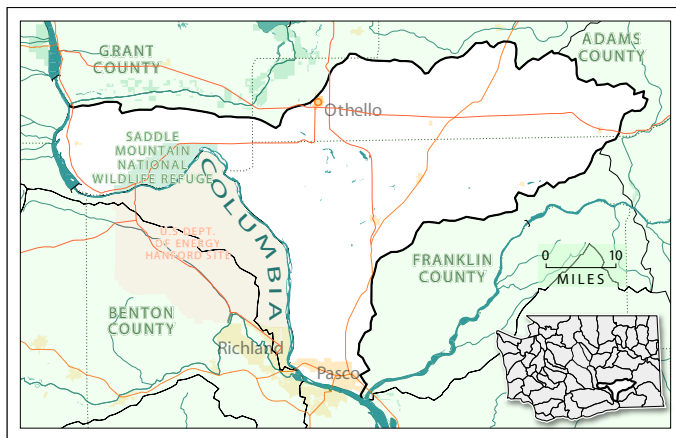 GRANT
COUNTY
ADAMS
COUNTY
Othello
SADDLE
MOUNTAIN
NATIONAL
WILDLIFE REFUGE
COLUMBIA
U.S DEPT.
OF ENERGY
HANFORD SITE
FRANKLIN
COUNTY
0 10
MILES
BENTON
COUNTY
Richland
Pasco